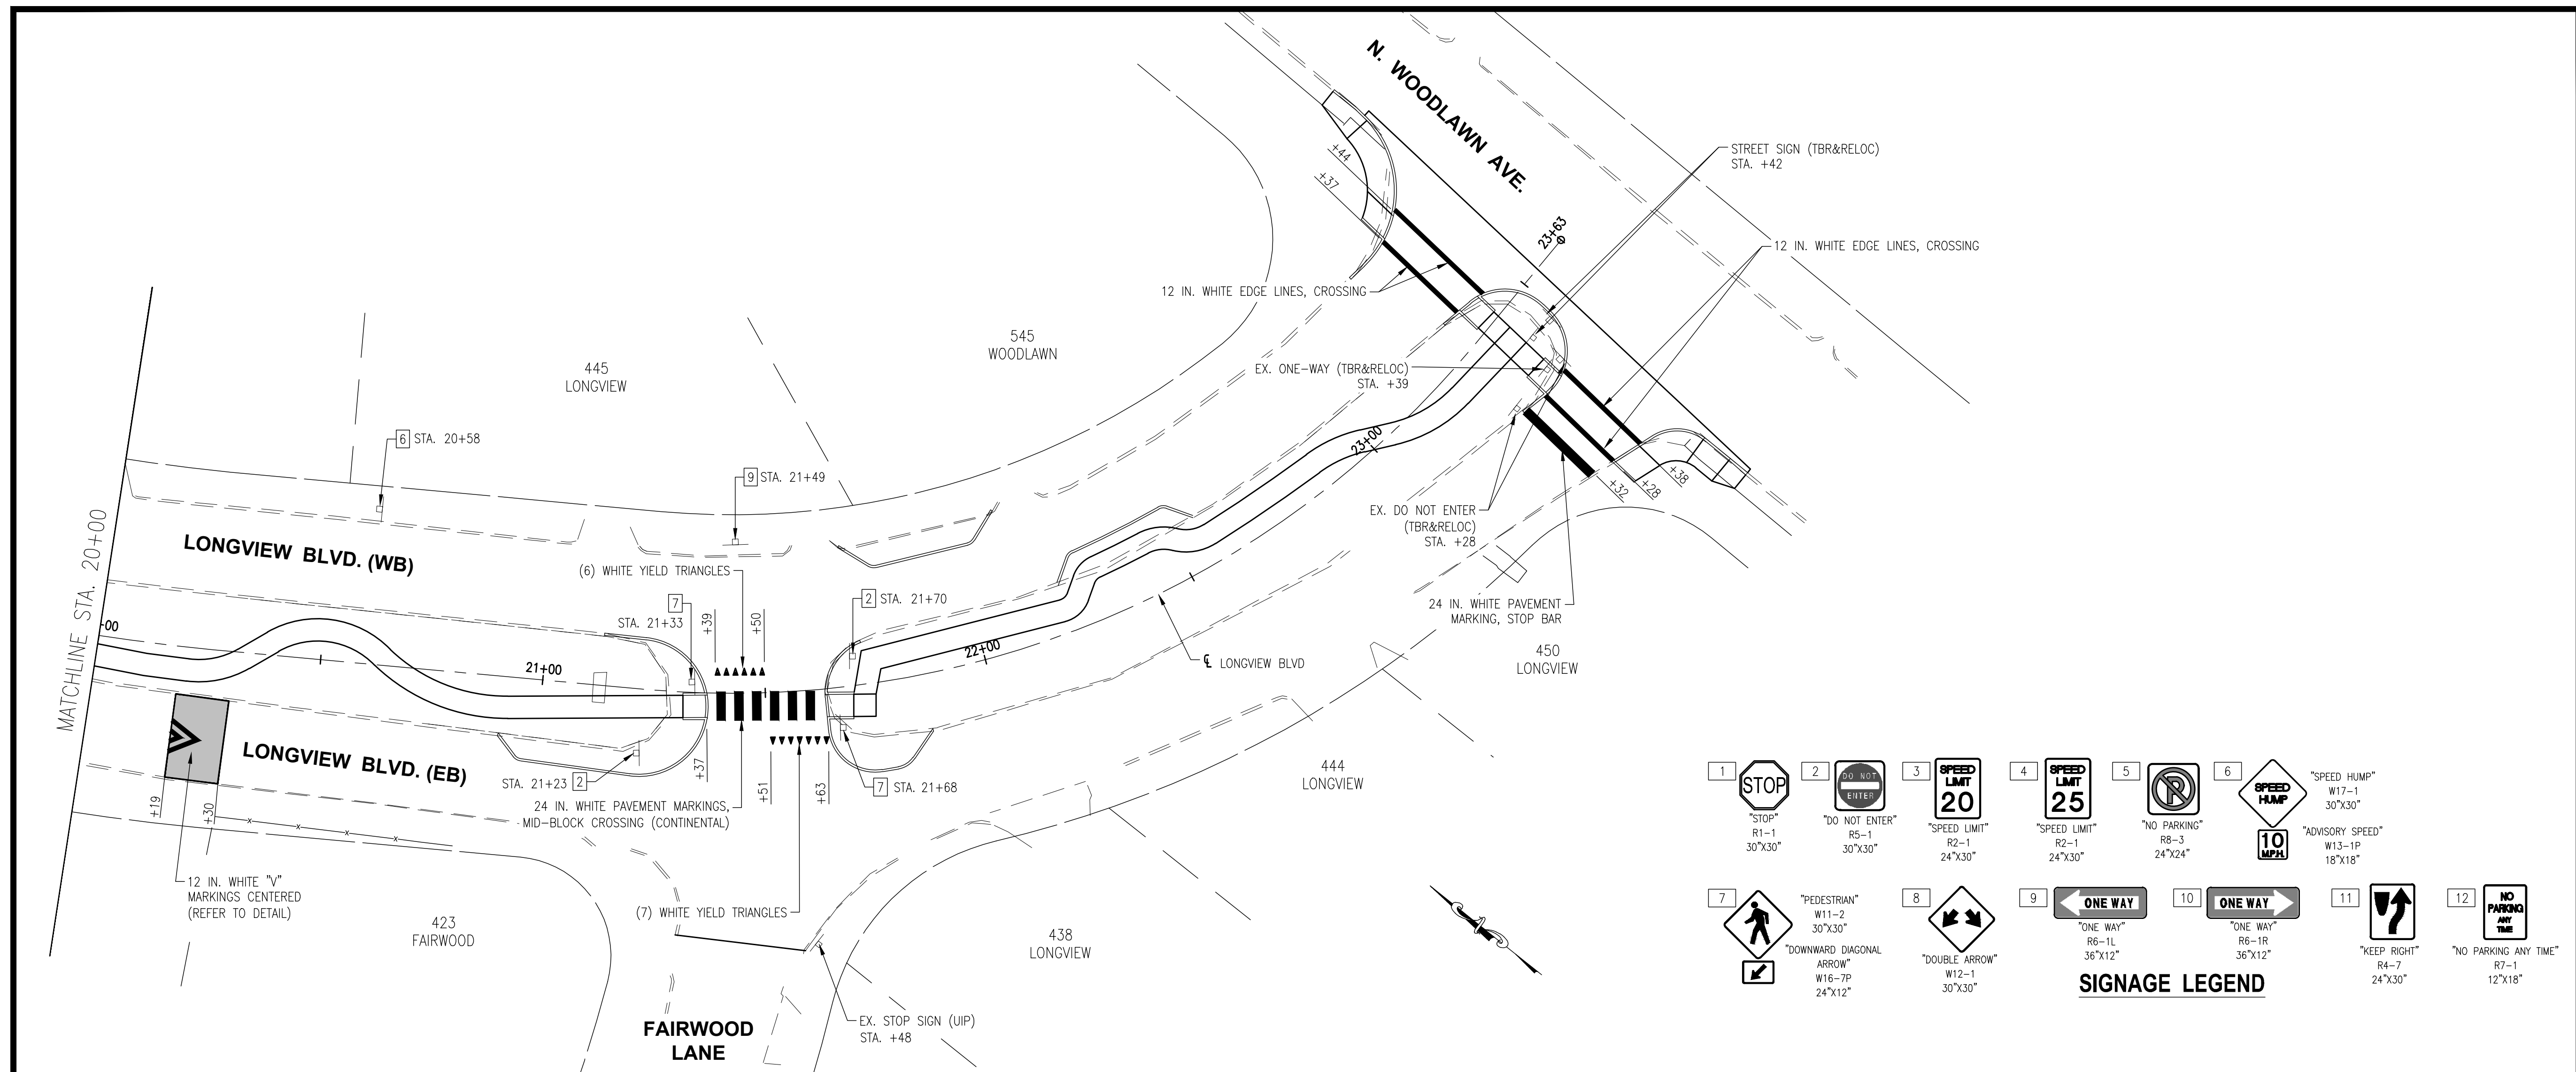 N. WOODLAWN AVE.
STREET SIGN (TBR&RELOC)
STA. +42
+44
+37
23+63
12 IN. WHITE EDGE LINES, CROSSING
12 IN. WHITE EDGE LINES, CROSSING
545
WOODLAWN
445
LONGVIEW
EX. ONE-WAY (TBR&RELOC)
STA. +39
23+00
6 STA. 20+58
9 STA. 21+49
+38
+28
+32
EX. DO NOT ENTER
(TBR&RELOC)
STA. +28
MATCHLINE STA. 20+00
LONGVIEW BLVD. (WB)
(6) WHITE YIELD TRIANGLES
24 IN. WHITE PAVEMENT
MARKING, STOP BAR
7
STA. 21+33
+39
+50
2 STA. 21+70
-00
21+00
22+00
℄ LONGVIEW BLVD
450
LONGVIEW
LONGVIEW BLVD. (EB)
STA. 21+23 2
+37
+51
+63
7 STA. 21+68
444
LONGVIEW
+19
+30
24 IN. WHITE PAVEMENT MARKINGS,
MID-BLOCK CROSSING (CONTINENTAL)
12 IN. WHITE "V"
MARKINGS CENTERED
(REFER TO DETAIL)
423
FAIRWOOD
(7) WHITE YIELD TRIANGLES
438
LONGVIEW
FAIRWOOD
LANE
EX. STOP SIGN (UIP)
STA. +48
1
STOP
"STOP"
R1-1
30"X30"
2
DO NOT
ENTER
"DO NOT ENTER"
R5-1
30"X30"
3
SPEED
LIMIT
20
"SPEED LIMIT"
R2-1
24"X30"
4
SPEED
LIMIT
25
"SPEED LIMIT"
R2-1
24"X30"
5
P
"NO PARKING"
R8-3
24"X24"
6
SPEED
HUMP
"SPEED HUMP"
W17-1
30"X30"
10
M.P.H.
"ADVISORY SPEED"
W13-1P
18"X18"
7
"PEDESTRIAN"
W11-2
30"X30"
"DOWNWARD DIAGONAL
ARROW"
W16-7P
24"X12"
8
"DOUBLE ARROW"
W12-1
30"X30"
9
ONE WAY
"ONE WAY"
R6-1L
36"X12"
10
ONE WAY
"ONE WAY"
R6-1R
36"X12"
11
"KEEP RIGHT"
R4-7
24"X30"
12
NO
PARKING
ANY
TIME
"NO PARKING ANY TIME"
R7-1
12"X18"
SIGNAGE LEGEND